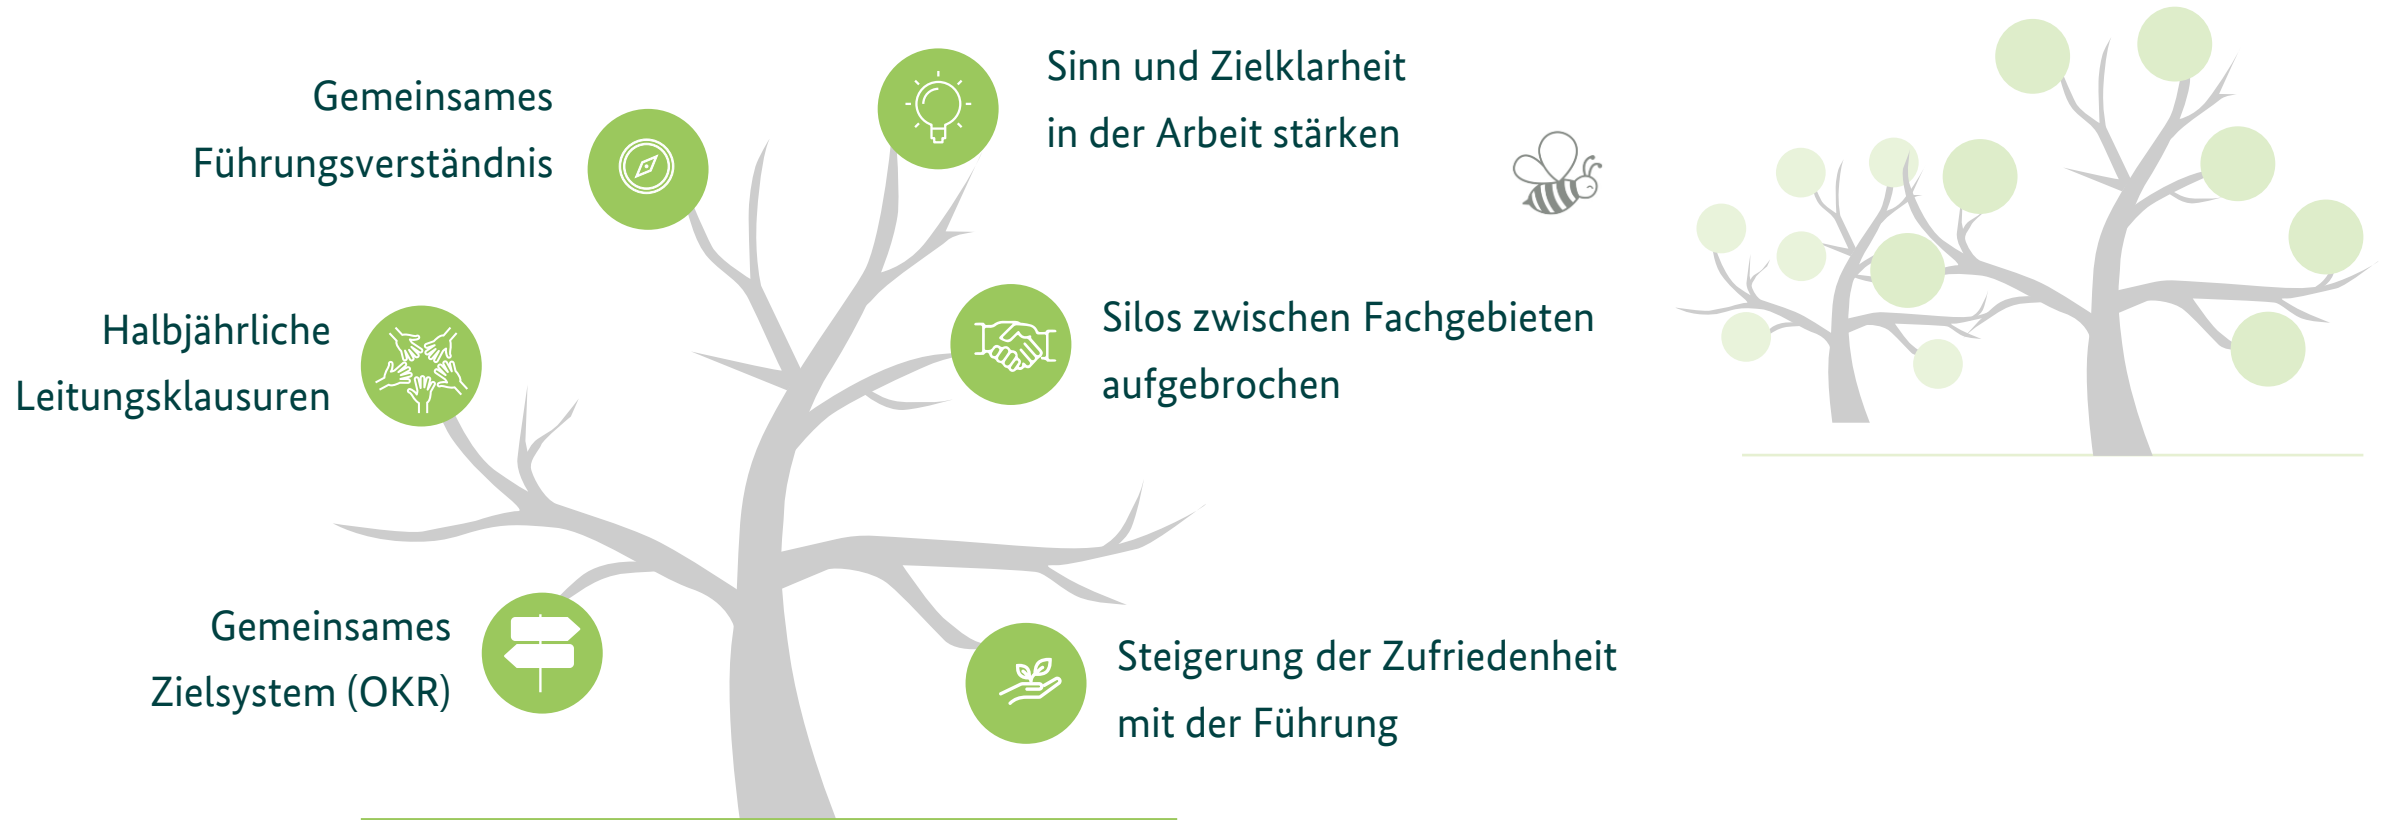 Gemeinsames
Führungsverständnis
Sinn und Zielklarheit
in der Arbeit stärken
Halbjährliche
Leitungsklausuren
Silos zwischen Fachgebieten
aufgebrochen
Gemeinsames
Zielsystem (OKR)
Steigerung der Zufriedenheit
mit der Führung